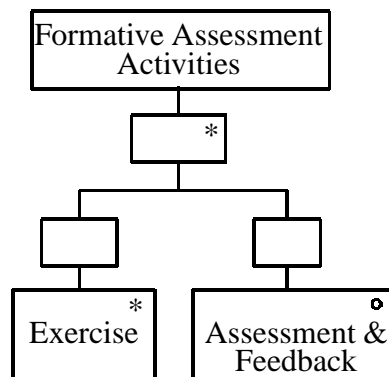 Formative Assessment
Activities
*
*
Exercise
Assessment &
Feedback